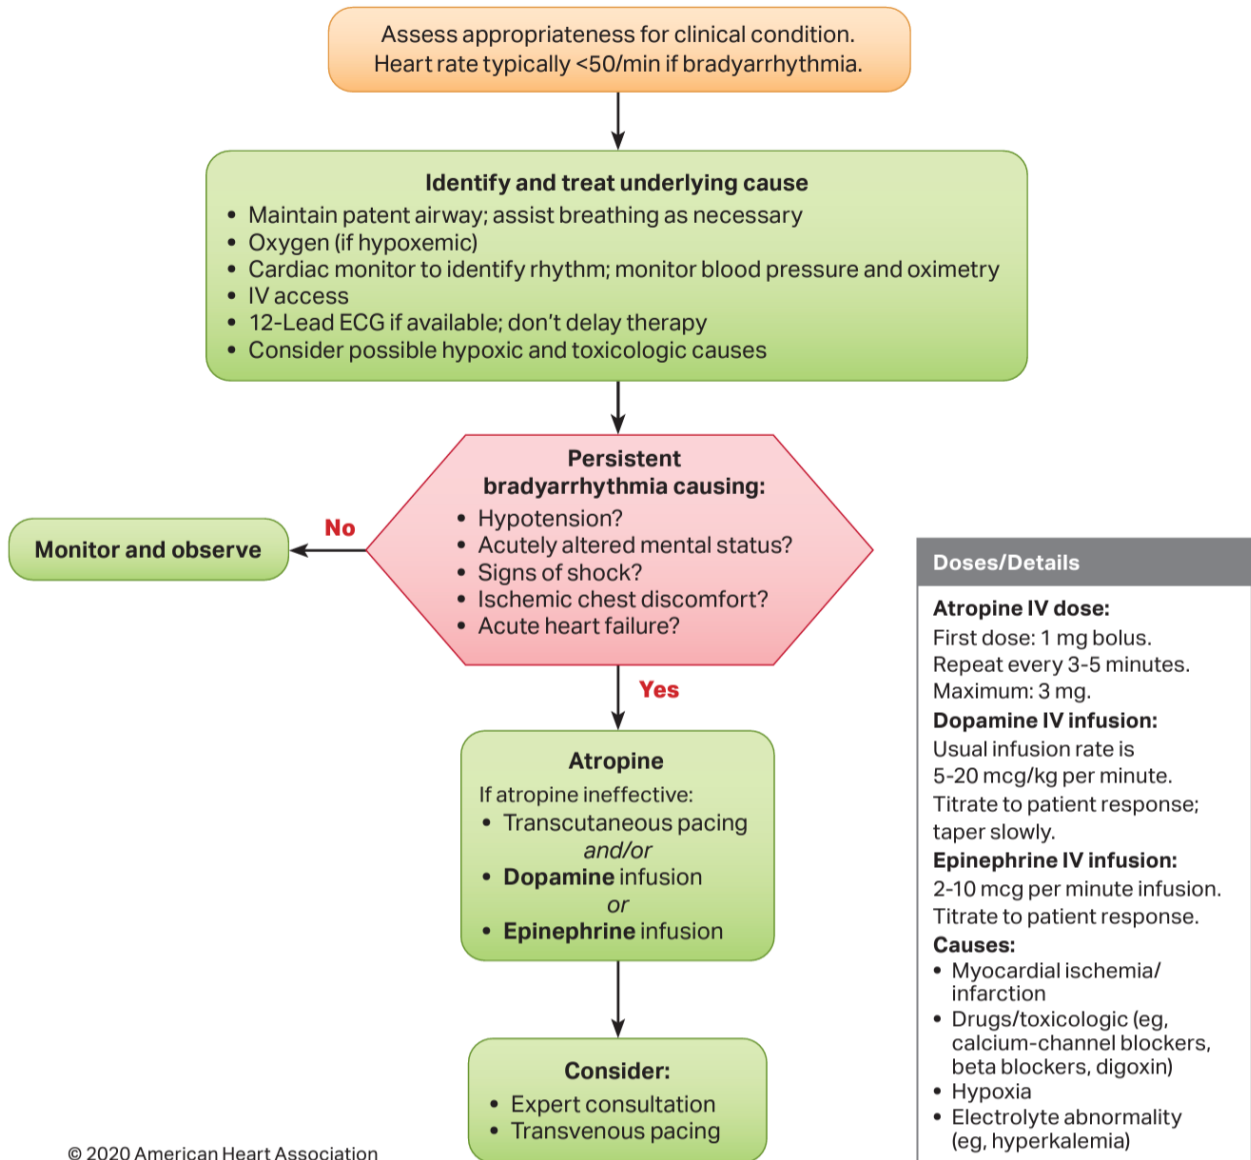 Assess appropriateness for clinical condition.
Heart rate typically <50/min if bradyarrhythmia.
Identify and treat underlying cause
• Maintain patent airway; assist breathing as necessary
• Oxygen (if hypoxemic)
• Cardiac monitor to identify rhythm; monitor blood pressure and oximetry
• IV access
• 12-Lead ECG if available; don't delay therapy
• Consider possible hypoxic and toxicologic causes
Persistent
bradyarrhythmia causing:
• Hypotension?
• Acutely altered mental status?
• Signs of shock?
• Ischemic chest discomfort?
• Acute heart failure?
No
Monitor and observe
Yes
Atropine
If atropine ineffective:
• Transcutaneous pacing
and/or
• Dopamine infusion
or
• Epinephrine infusion
Consider:
• Expert consultation
• Transvenous pacing
Doses/Details
Atropine IV dose:
First dose: 1 mg bolus.
Repeat every 3-5 minutes.
Maximum: 3 mg.
Dopamine IV infusion:
Usual infusion rate is
5-20 mcg/kg per minute.
Titrate to patient response;
taper slowly.
Epinephrine IV infusion:
2-10 mcg per minute infusion.
Titrate to patient response.
Causes:
• Myocardial ischemia/
infarction
• Drugs/toxicologic (eg,
calcium-channel blockers,
beta blockers, digoxin)
• Hypoxia
• Electrolyte abnormality
(eg, hyperkalemia)
© 2020 American Heart Association